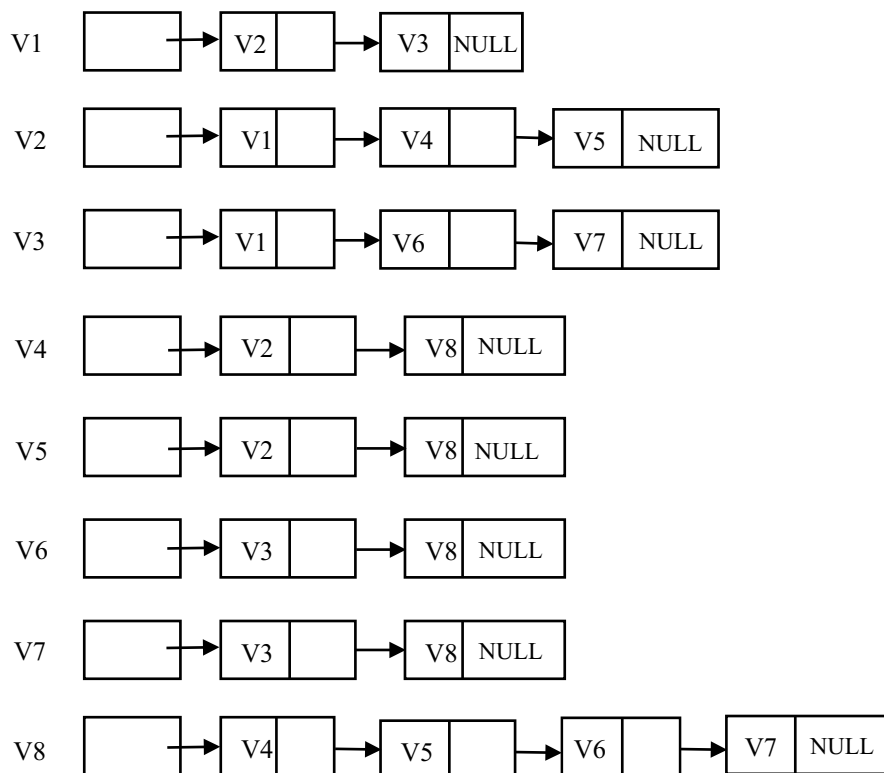 V1 V2 V3 NULL
V2 V1 V4 V5 NULL
V3 V1 V6 V7 NULL
V4 V2 V8 NULL
V5 V2 V8 NULL
V6 V3 V8 NULL
V7 V3 V8 NULL
V8 V4 V5 V6 V7 NULL